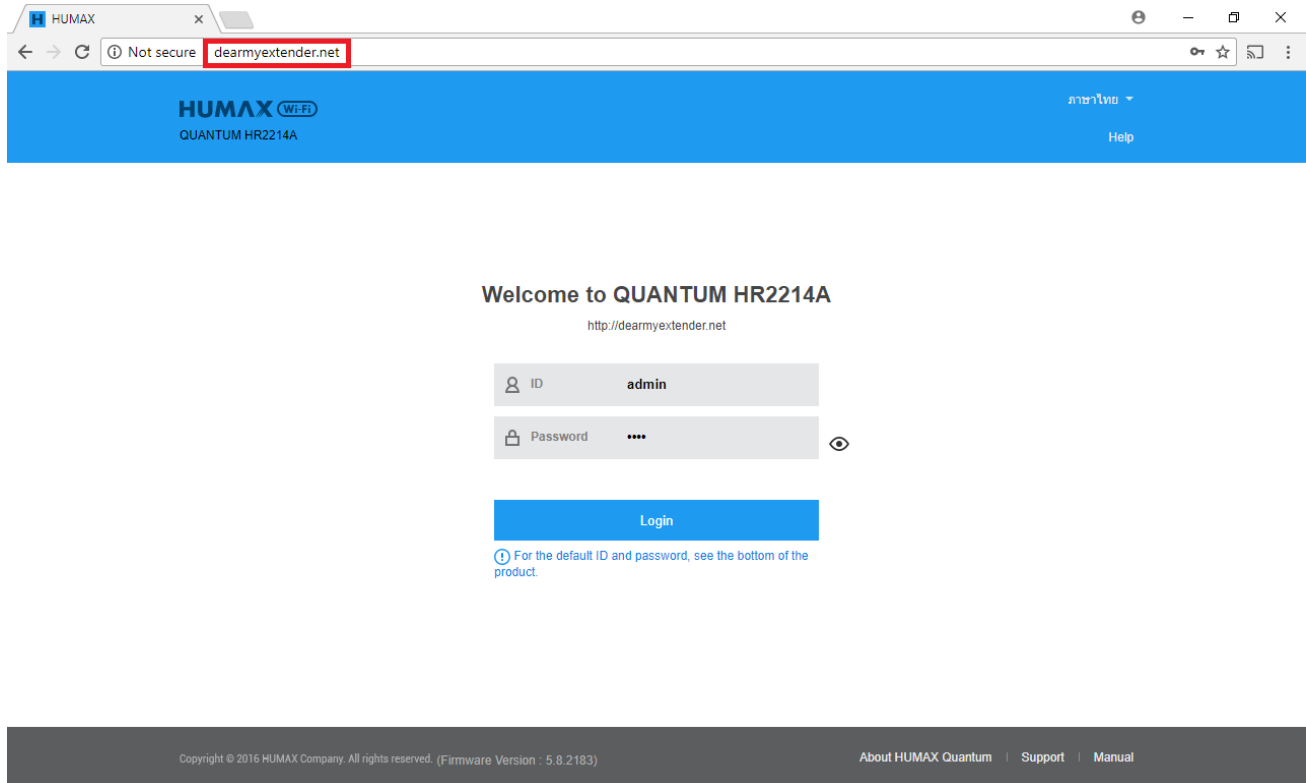 HUMAX
Not secure dearmyextender.net
HUMAX Wi-Fi
ภาษาไทย
QUANTUM HR2214A
Help
Welcome to QUANTUM HR2214A
http://dearmyextender.net
ID admin
Password ••••
Login
For the default ID and password, see the bottom of the
product.
Copyright © 2016 HUMAX Company. All rights reserved. (Firmware Version : 5.8.2183)
About HUMAX Quantum | Support | Manual